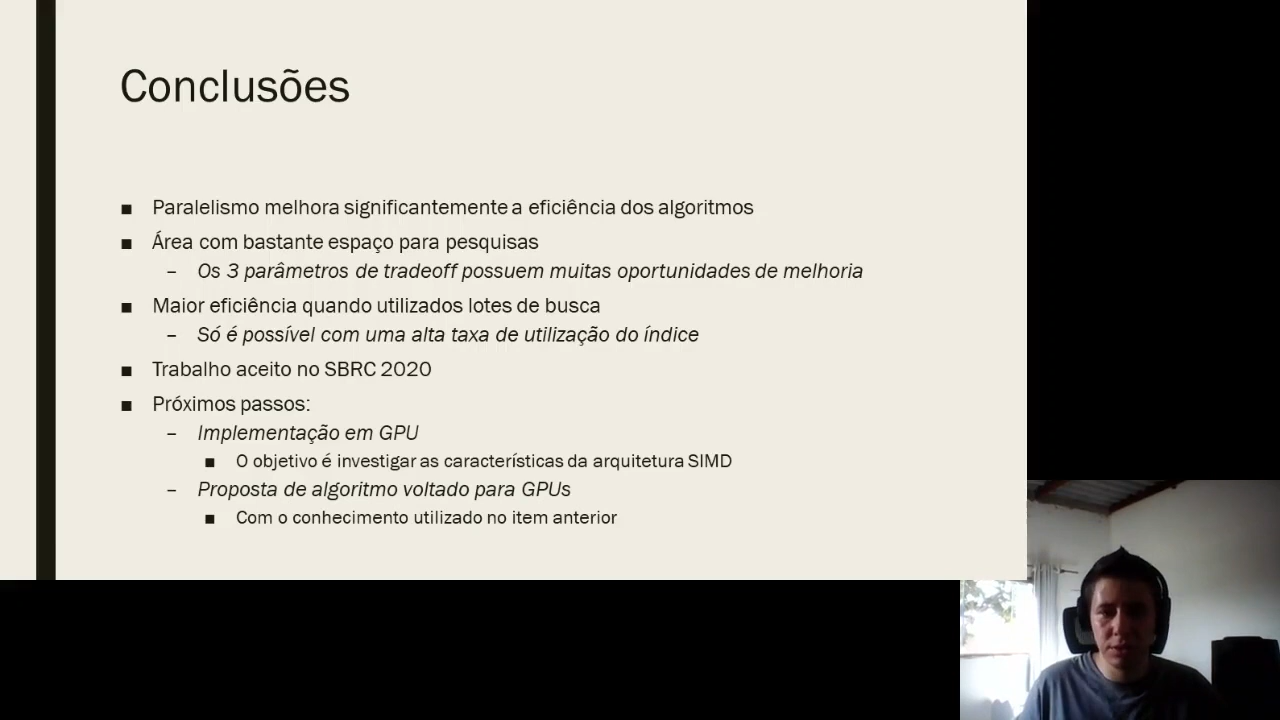 Conclusões
■ Paralelismo melhora significantemente a eficiência dos algoritmos
■ Área com bastante espaço para pesquisas
– Os 3 parâmetros de tradeoff possuem muitas oportunidades de melhoria
■ Maior eficiência quando utilizados lotes de busca
– Só é possível com uma alta taxa de utilização do índice
■ Trabalho aceito no SBRC 2020
■ Próximos passos:
– Implementação em GPU
■ O objetivo é investigar as características da arquitetura SIMD
– Proposta de algoritmo voltado para GPUs
■ Com o conhecimento utilizado no item anterior